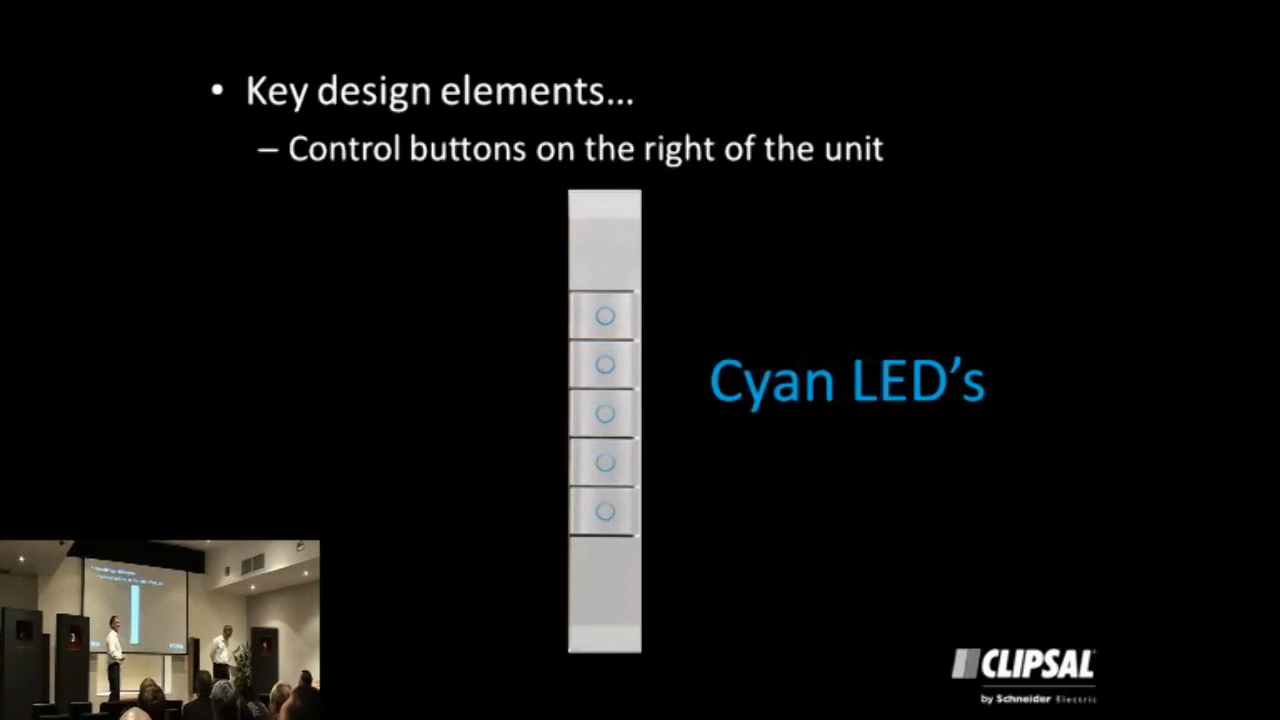 • Key design elements...
– Control buttons on the right of the unit
Cyan LED’s
CLIPSAL
by Schneider Electric